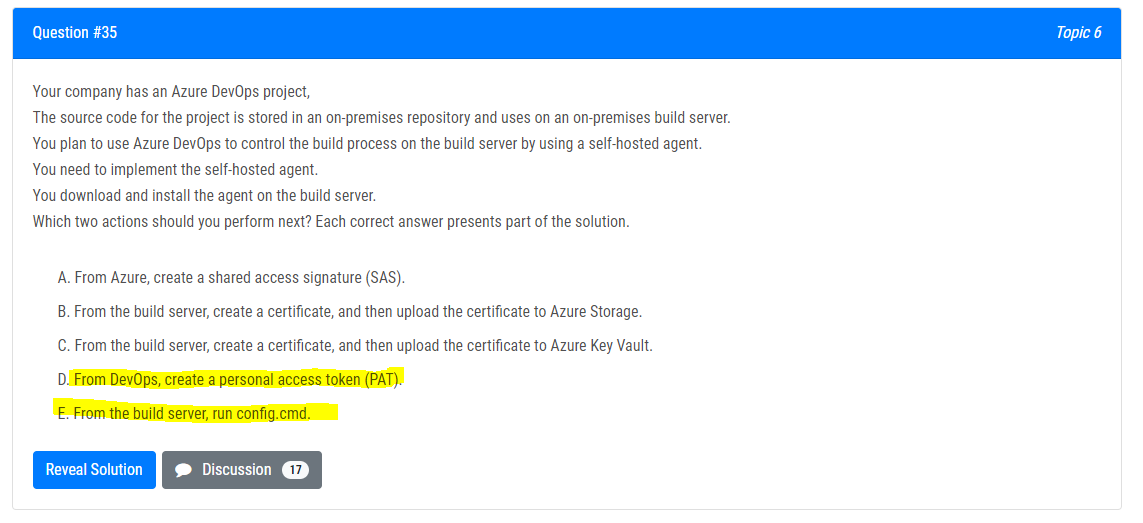 Question #35
Topic 6
Your company has an Azure DevOps project,
The source code for the project is stored in an on-premises repository and uses on an on-premises build server.
You plan to use Azure DevOps to control the build process on the build server by using a self-hosted agent.
You need to implement the self-hosted agent.
You download and install the agent on the build server.
Which two actions should you perform next? Each correct answer presents part of the solution.
A. From Azure, create a shared access signature (SAS).
B. From the build server, create a certificate, and then upload the certificate to Azure Storage.
C. From the build server, create a certificate, and then upload the certificate to Azure Key Vault.
D. From DevOps, create a personal access token (PAT).
E. From the build server, run config.cmd.
Reveal Solution
Discussion 17